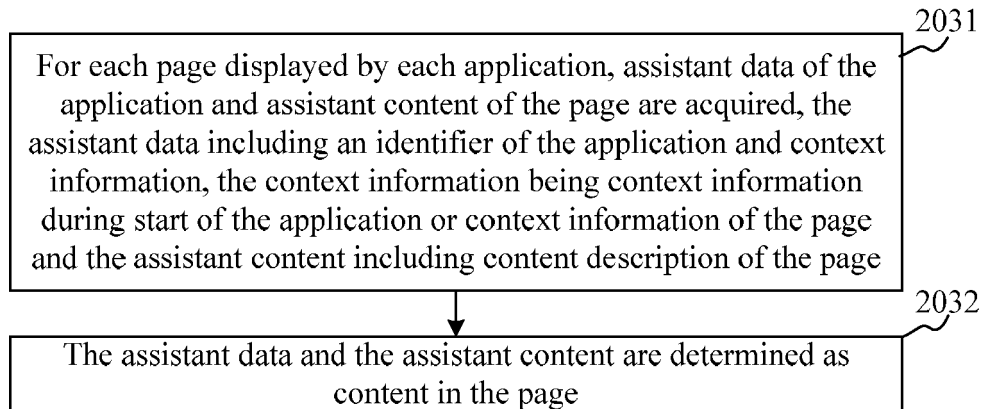 2031
For each page displayed by each application, assistant data of the
application and assistant content of the page are acquired, the
assistant data including an identifier of the application and context
information, the context information being context information
during start of the application or context information of the page
and the assistant content including content description of the page
2032
The assistant data and the assistant content are determined as
content in the page